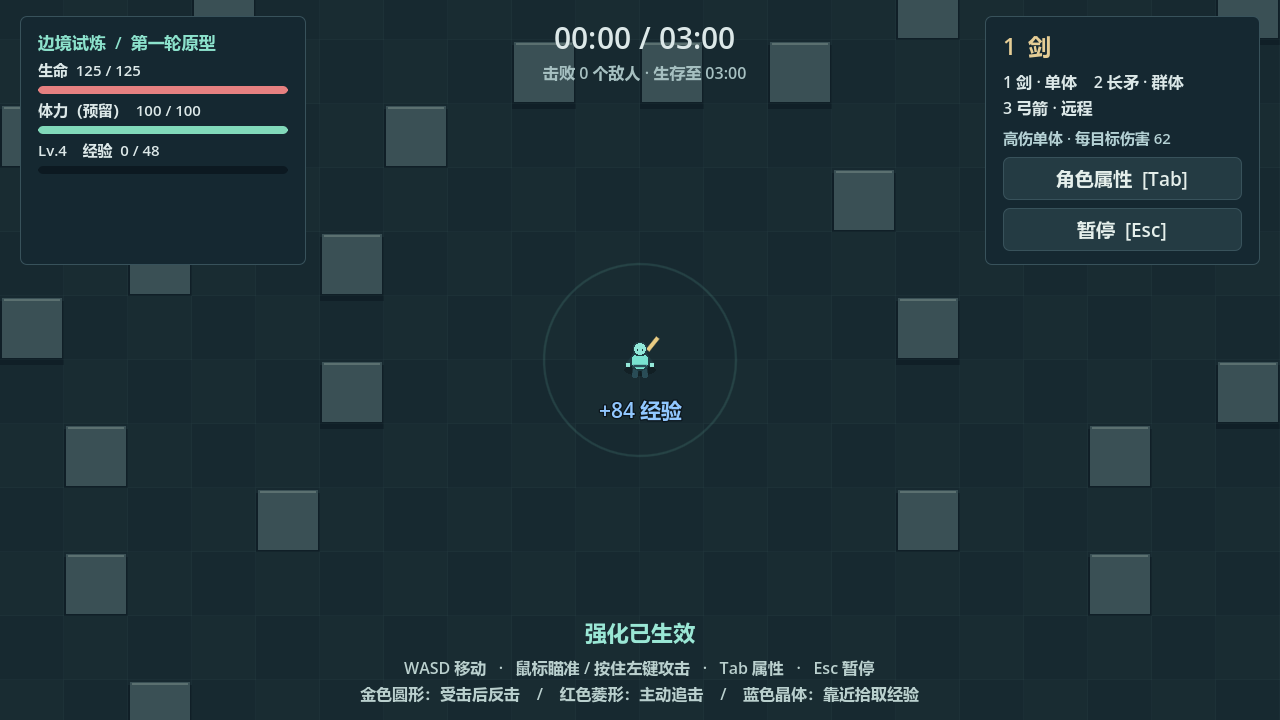 边境试炼 / 第一轮原型
生命 125 / 125
体力（预留） 100 / 100
Lv.4 经验 0 / 48
00:00 / 03:00
击败 0 个敌人 · 生存至 03:00
1 剑
1 剑 · 单体 2 长矛 · 群体
3 弓箭 · 远程
高伤单体 · 每目标伤害 62
角色属性 [Tab]
暂停 [Esc]
+84 经验
强化已生效
WASD 移动 · 鼠标瞄准 / 按住左键攻击 · Tab 属性 · Esc 暂停
金色圆形：受击后反击 / 红色菱形：主动追击 / 蓝色晶体：靠近拾取经验